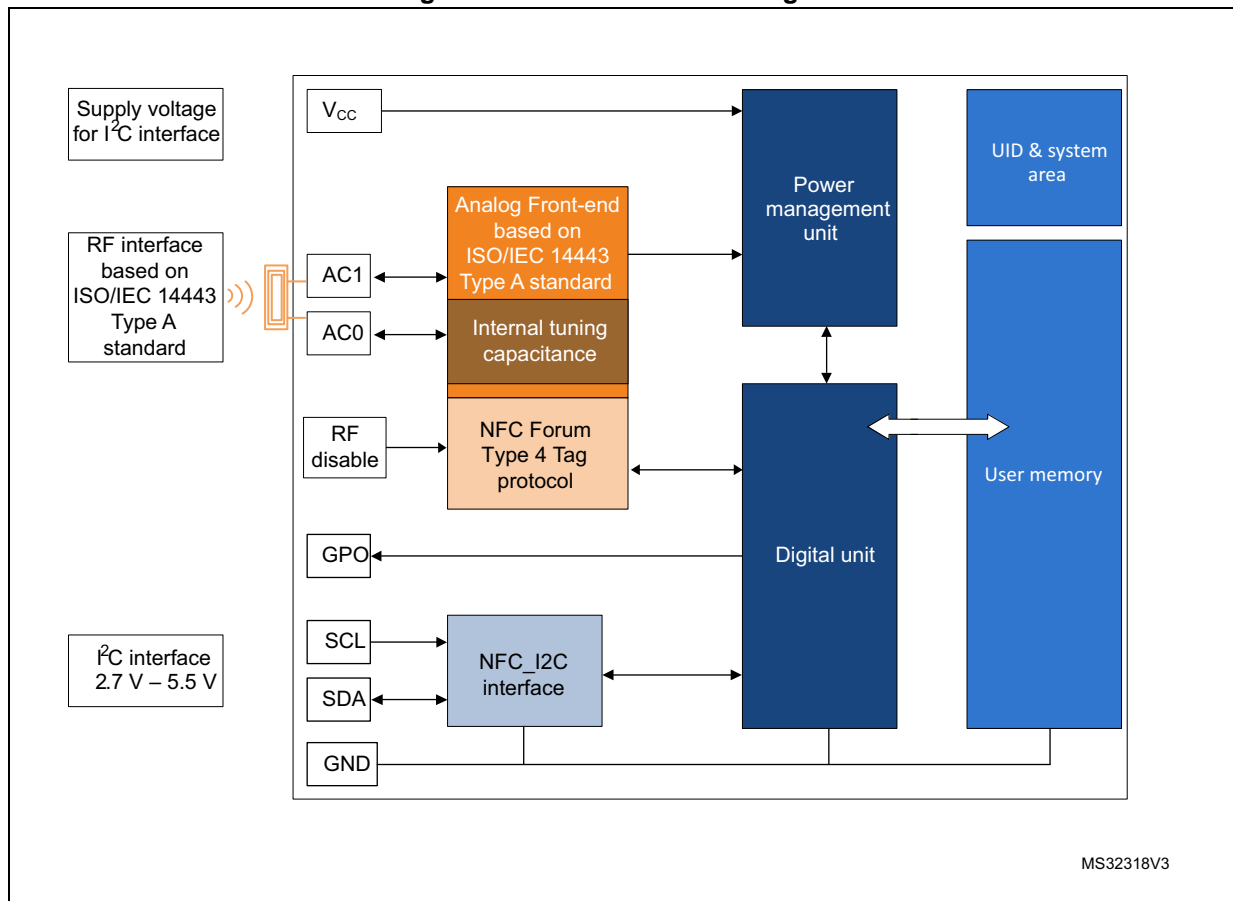 Supply voltage
for I²C interface
V_CC
Power
management
unit
UID & system
area
RF interface
based on
ISO/IEC 14443
Type A
standard
AC1
AC0
Analog Front-end
based on
ISO/IEC 14443
Type A standard
Internal tuning
capacitance
RF
disable
NFC Forum
Type 4 Tag
protocol
User memory
GPO
Digital unit
I²C interface
2.7 V – 5.5 V
SCL
SDA
NFC_I2C
interface
GND
MS32318V3